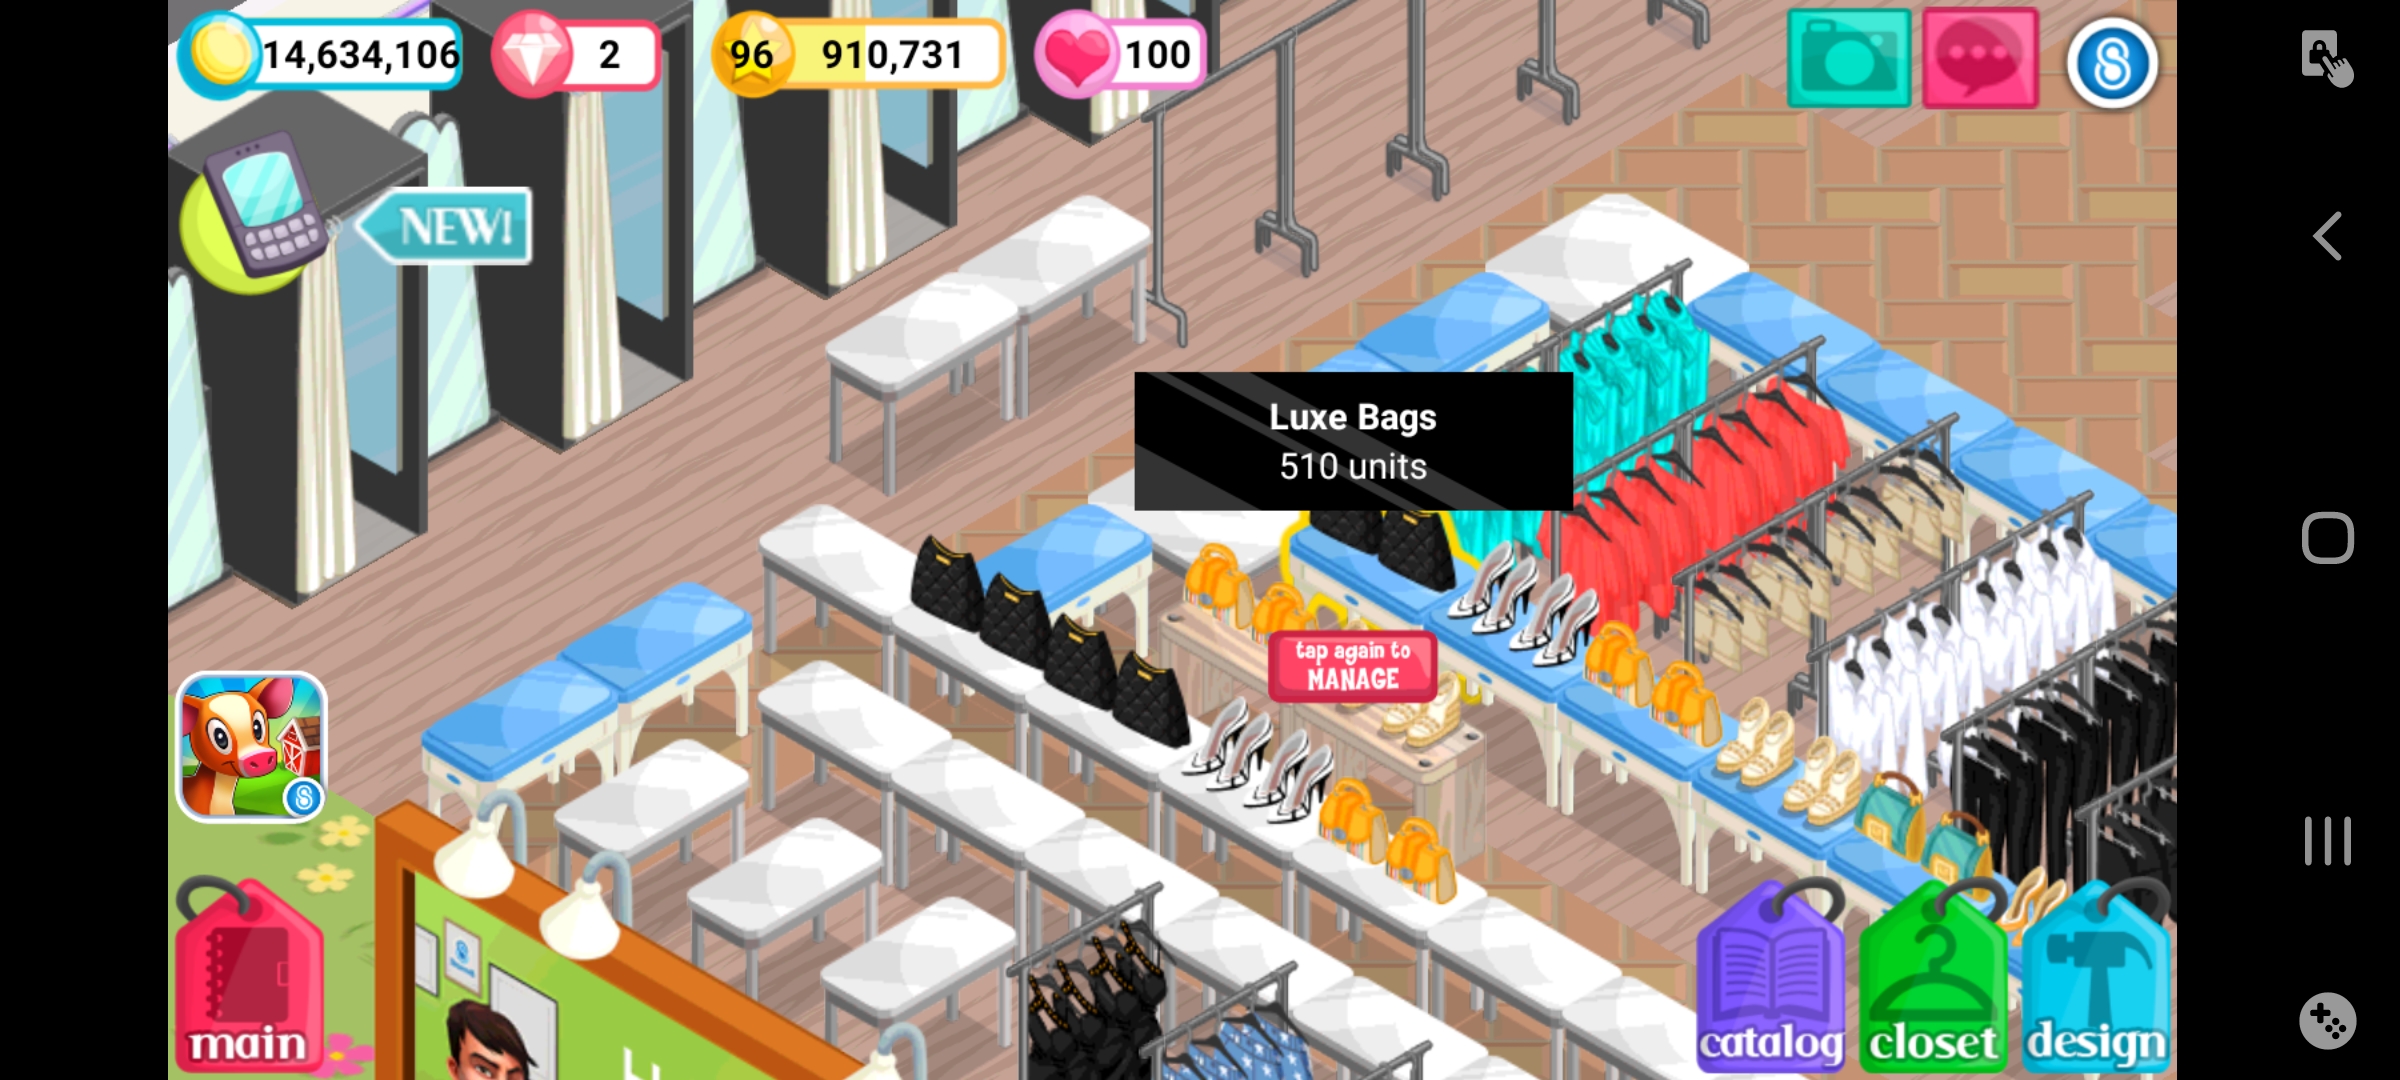 14,634,106
2
96
910,731
100
NEW!
Luxe Bags
510 units
tap again to
MANAGE
main
catalog
closet
design